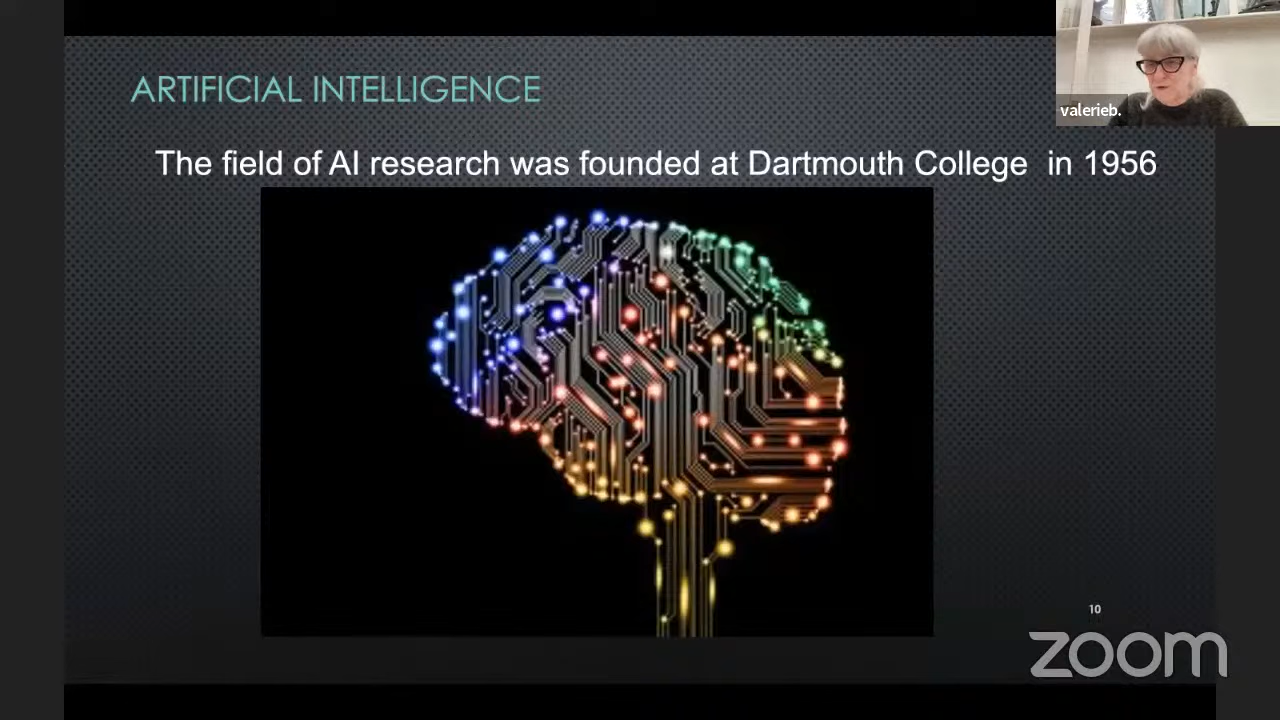 ARTIFICIAL INTELLIGENCE
valerieb.
The field of AI research was founded at Dartmouth College  in 1956
10
zoom